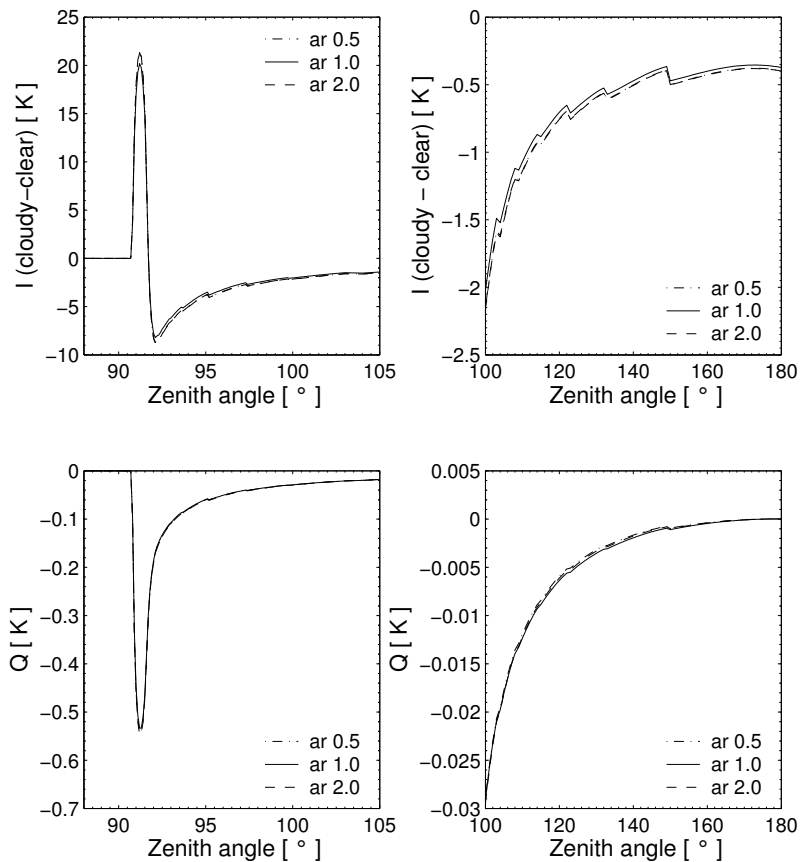 25
20
15
10
5
0
−5
−10
I (cloudy−clear) [ K ]
90
95
100
105
Zenith angle [ ° ]
ar 0.5
ar 1.0
ar 2.0
0
−0.5
−1
−1.5
−2
−2.5
I (cloudy − clear) [ K ]
100
120
140
160
180
Zenith angle [ ° ]
ar 0.5
ar 1.0
ar 2.0
0
−0.1
−0.2
−0.3
−0.4
−0.5
−0.6
−0.7
Q [ K ]
90
95
100
105
Zenith angle [ ° ]
ar 0.5
ar 1.0
ar 2.0
0.005
0
−0.005
−0.01
−0.015
−0.02
−0.025
−0.03
Q [ K ]
100
120
140
160
180
Zenith angle [ ° ]
ar 0.5
ar 1.0
ar 2.0